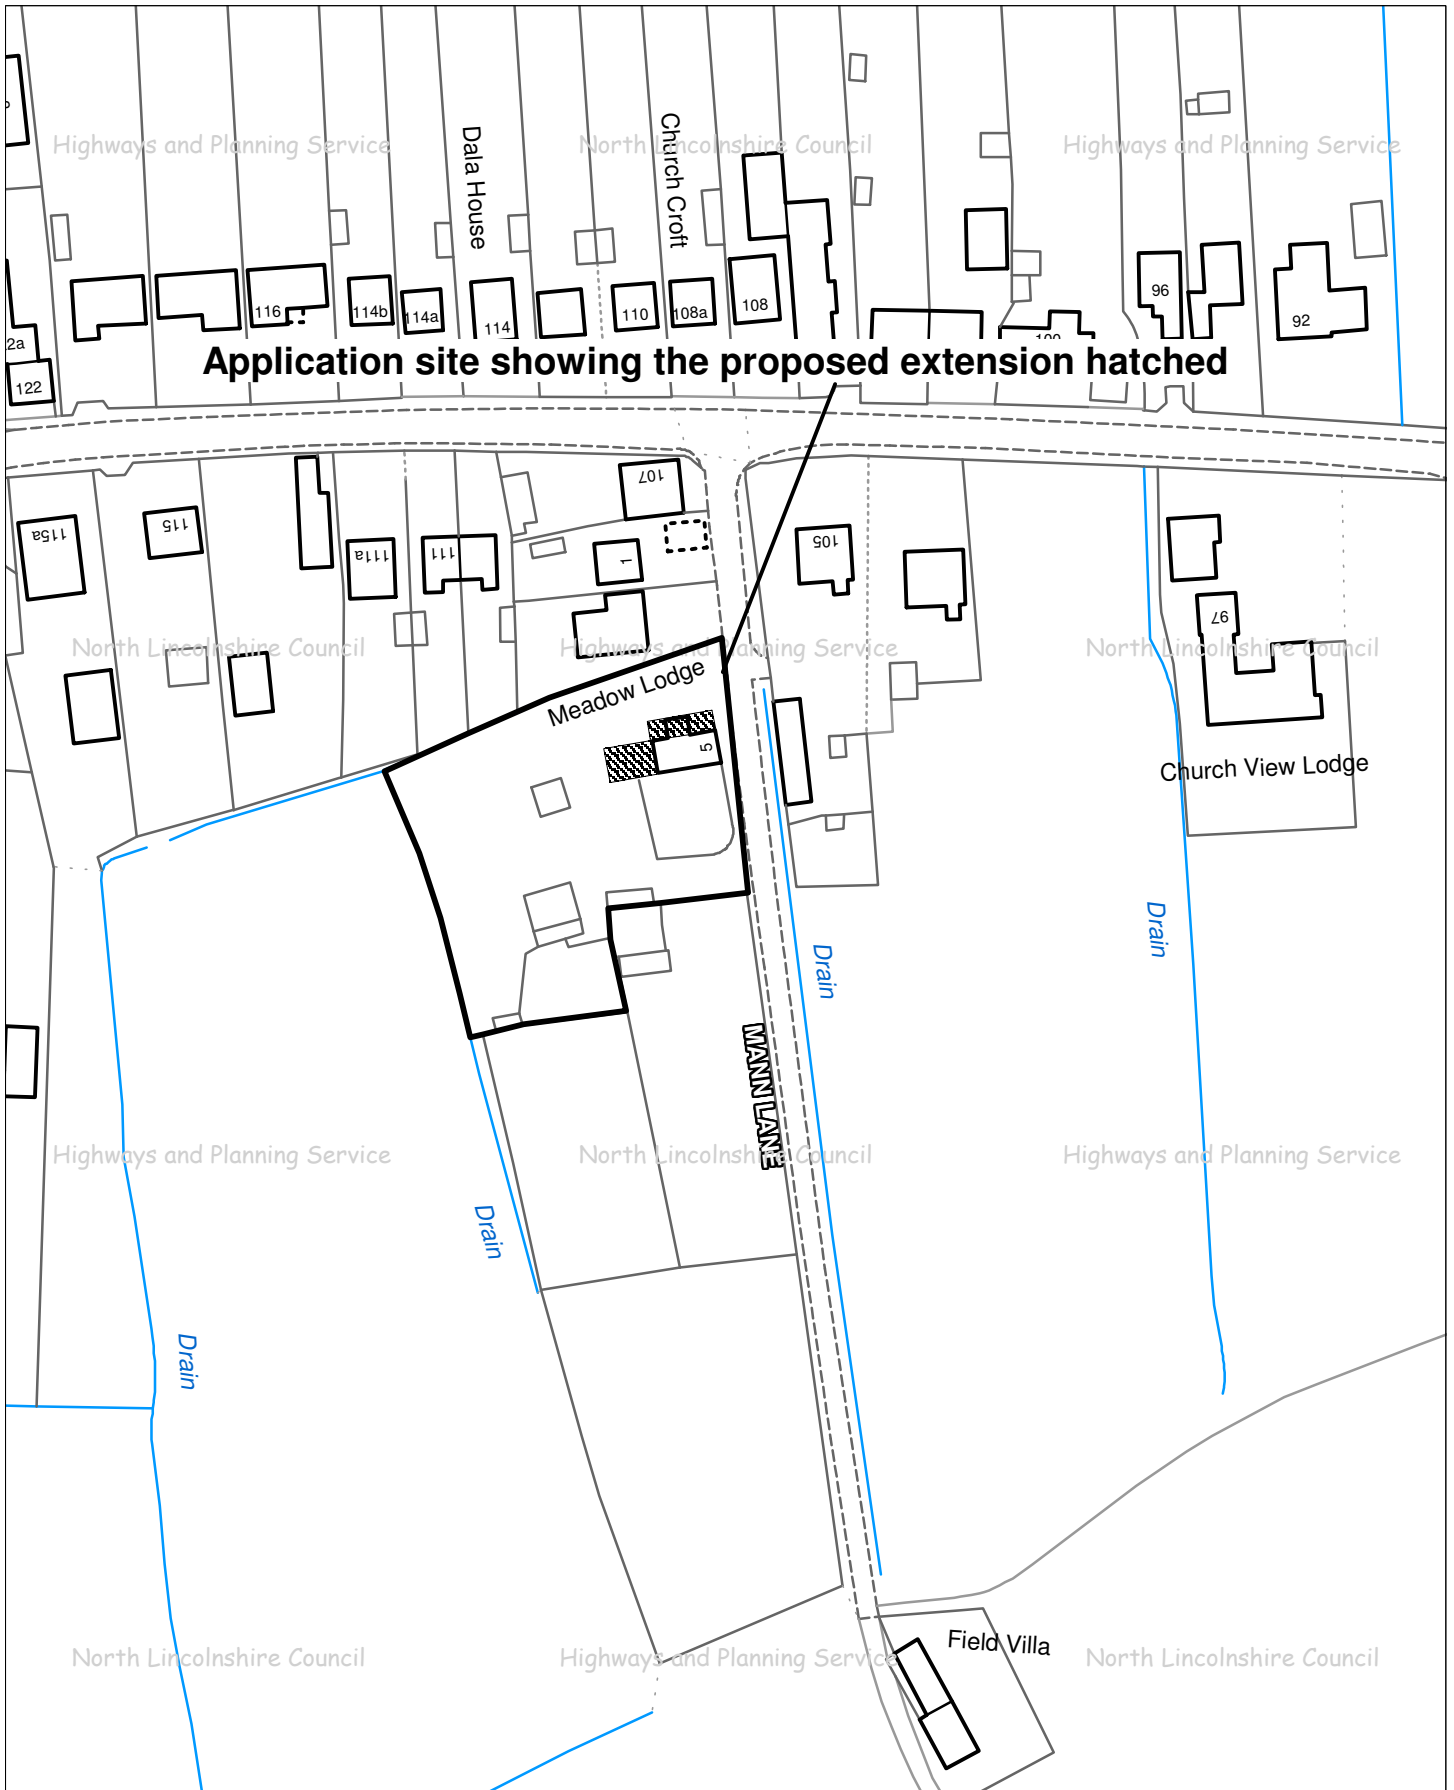 Highways and Planning Service
North Lincolnshire Council
Highways and Planning Service
Dala House
Church Croft
116
114b
114a
114
110
108a
108
96
92
2a
122
Application site showing the proposed extension hatched
107
115a
115
111a
111
1
105
97
North Lincolnshire Council
Highways and Planning Service
North Lincolnshire Council
Meadow Lodge
5
Church View Lodge
Drain
Drain
MANN LANE
Highways and Planning Service
North Lincolnshire Council
Highways and Planning Service
Drain
Drain
Field Villa
North Lincolnshire Council
Highways and Planning Service
North Lincolnshire Council